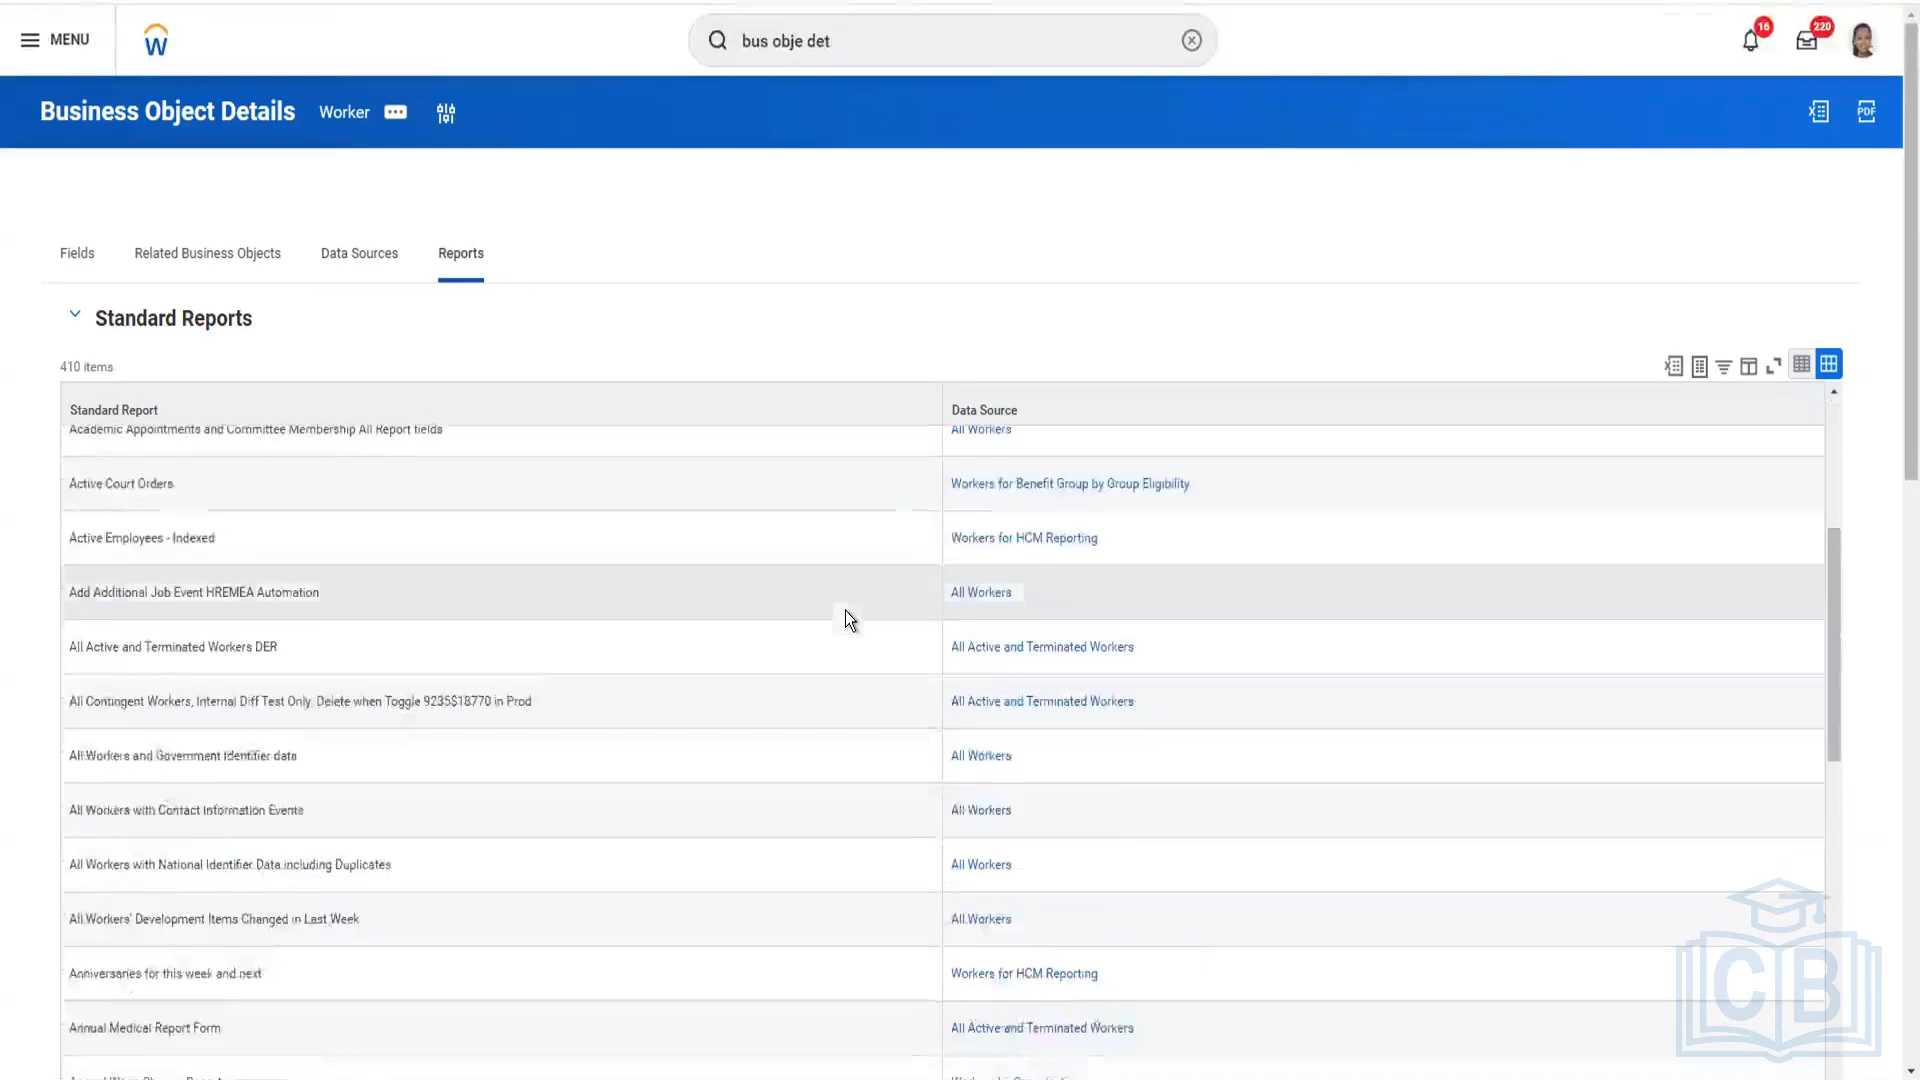 MENU
bus obje det
16
220
Business Object Details
Worker
PDF
Fields
Related Business Objects
Data Sources
Reports
Standard Reports
410 items
Standard Report
Data Source
Academic Appointments and Committee Membership All Report fields
All Workers
Active Court Orders
Workers for Benefit Group by Group Eligibility
Active Employees - Indexed
Workers for HCM Reporting
Add Additional Job Event HREMEA Automation
All Workers
All Active and Terminated Workers DER
All Active and Terminated Workers
All Contingent Workers, Internal Diff Test Only, Delete when Toggle 9235$18770 in Prod
All Active and Terminated Workers
All Workers and Government Identifier data
All Workers
All Workers with Contact Information Events
All Workers
All Workers with National Identifier Data including Duplicates
All Workers
All Workers' Development Items Changed in Last Week
All Workers
Anniversaries for this week and next
Workers for HCM Reporting
Annual Medical Report Form
All Active and Terminated Workers
CB